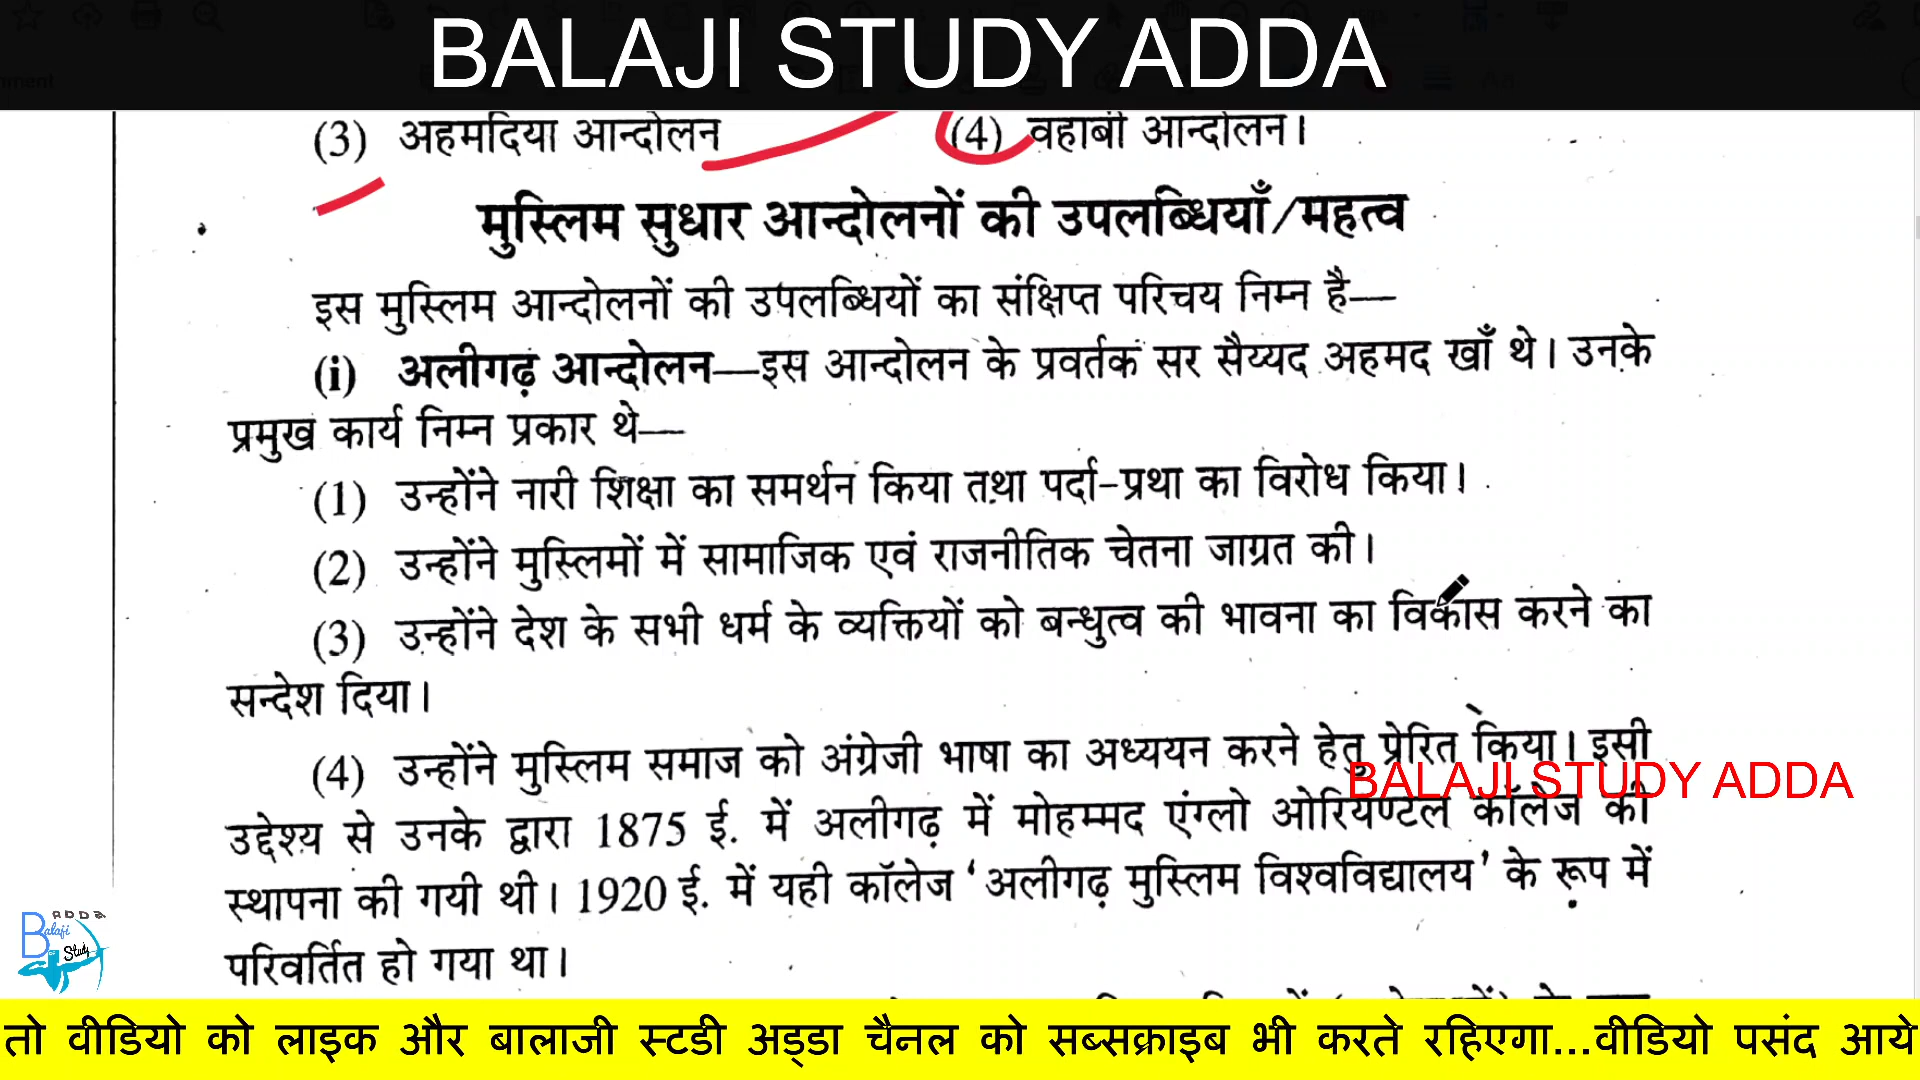 BALAJI STUDY ADDA
(3) अहमदिया आन्दोलन (4) वहाबी आन्दोलन।
मुस्लिम सुधार आन्दोलनों की उपलब्धियाँ/महत्व
इस मुस्लिम आन्दोलनों की उपलब्धियों का संक्षिप्त परिचय निम्न है—
(i) अलीगढ़ आन्दोलन—इस आन्दोलन के प्रवर्तक सर सैय्यद अहमद खाँ थे। उनके
प्रमुख कार्य निम्न प्रकार थे—
(1) उन्होंने नारी शिक्षा का समर्थन किया तथा पर्दा-प्रथा का विरोध किया।
(2) उन्होंने मुस्लिमों में सामाजिक एवं राजनीतिक चेतना जाग्रत की।
(3) उन्होंने देश के सभी धर्म के व्यक्तियों को बन्धुत्व की भावना का विकास करने का
सन्देश दिया।
(4) उन्होंने मुस्लिम समाज को अंग्रेजी भाषा का अध्ययन करने हेतु प्रेरित किया। इसी
BALAJI STUDY ADDA
उद्देश्य से उनके द्वारा 1875 ई. में अलीगढ़ में मोहम्मद एंग्लो ओरियण्टल कॉलेज की
स्थापना की गयी थी। 1920 ई. में यही कॉलेज ‘अलीगढ़ मुस्लिम विश्वविद्यालय’ के रूप में
परिवर्तित हो गया था।
ADDA
Balaji
Study
तो वीडियो को लाइक और बालाजी स्टडी अड्डा चैनल को सब्सक्राइब भी करते रहिएगा...वीडियो पसंद आये